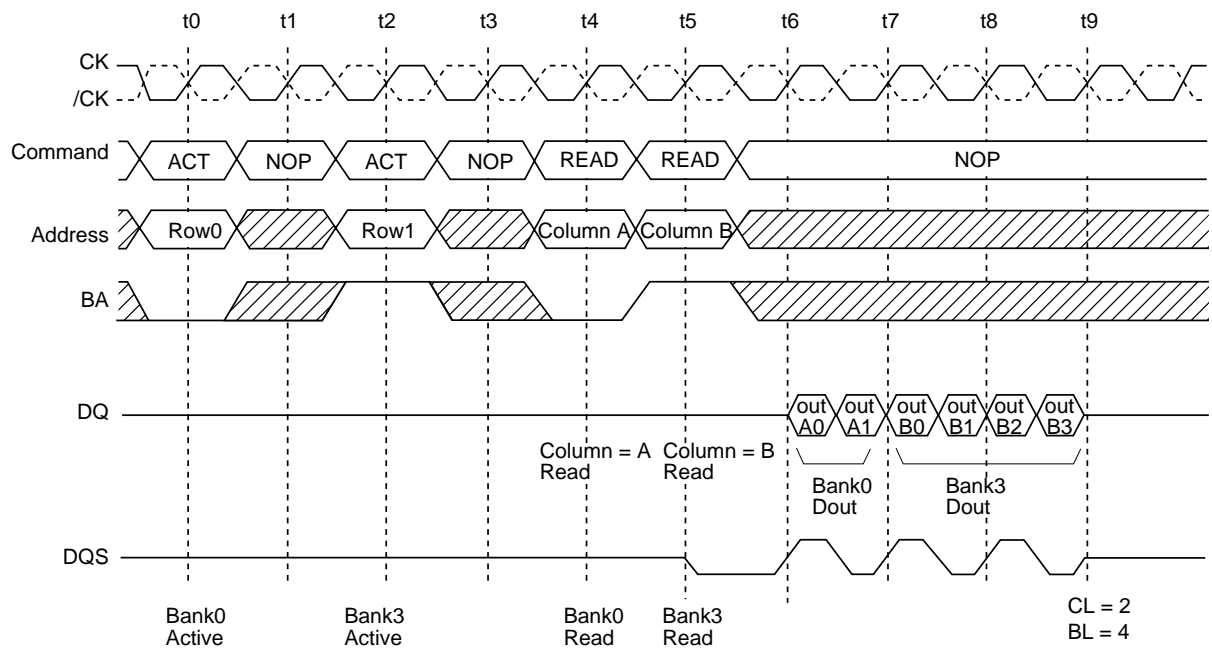 t0 t1 t2 t3 t4 t5 t6 t7 t8 t9
CK
/CK
Command ACT NOP ACT NOP READ READ NOP
Address Row0 Row1 Column A Column B
BA
DQ out out out out out out
A0 A1 B0 B1 B2 B3
Column = A Column = B
Read Read
Bank0 Bank3
Dout Dout
DQS
Bank0 Bank3 Bank0 Bank3 CL = 2
Active Active Read Read BL = 4